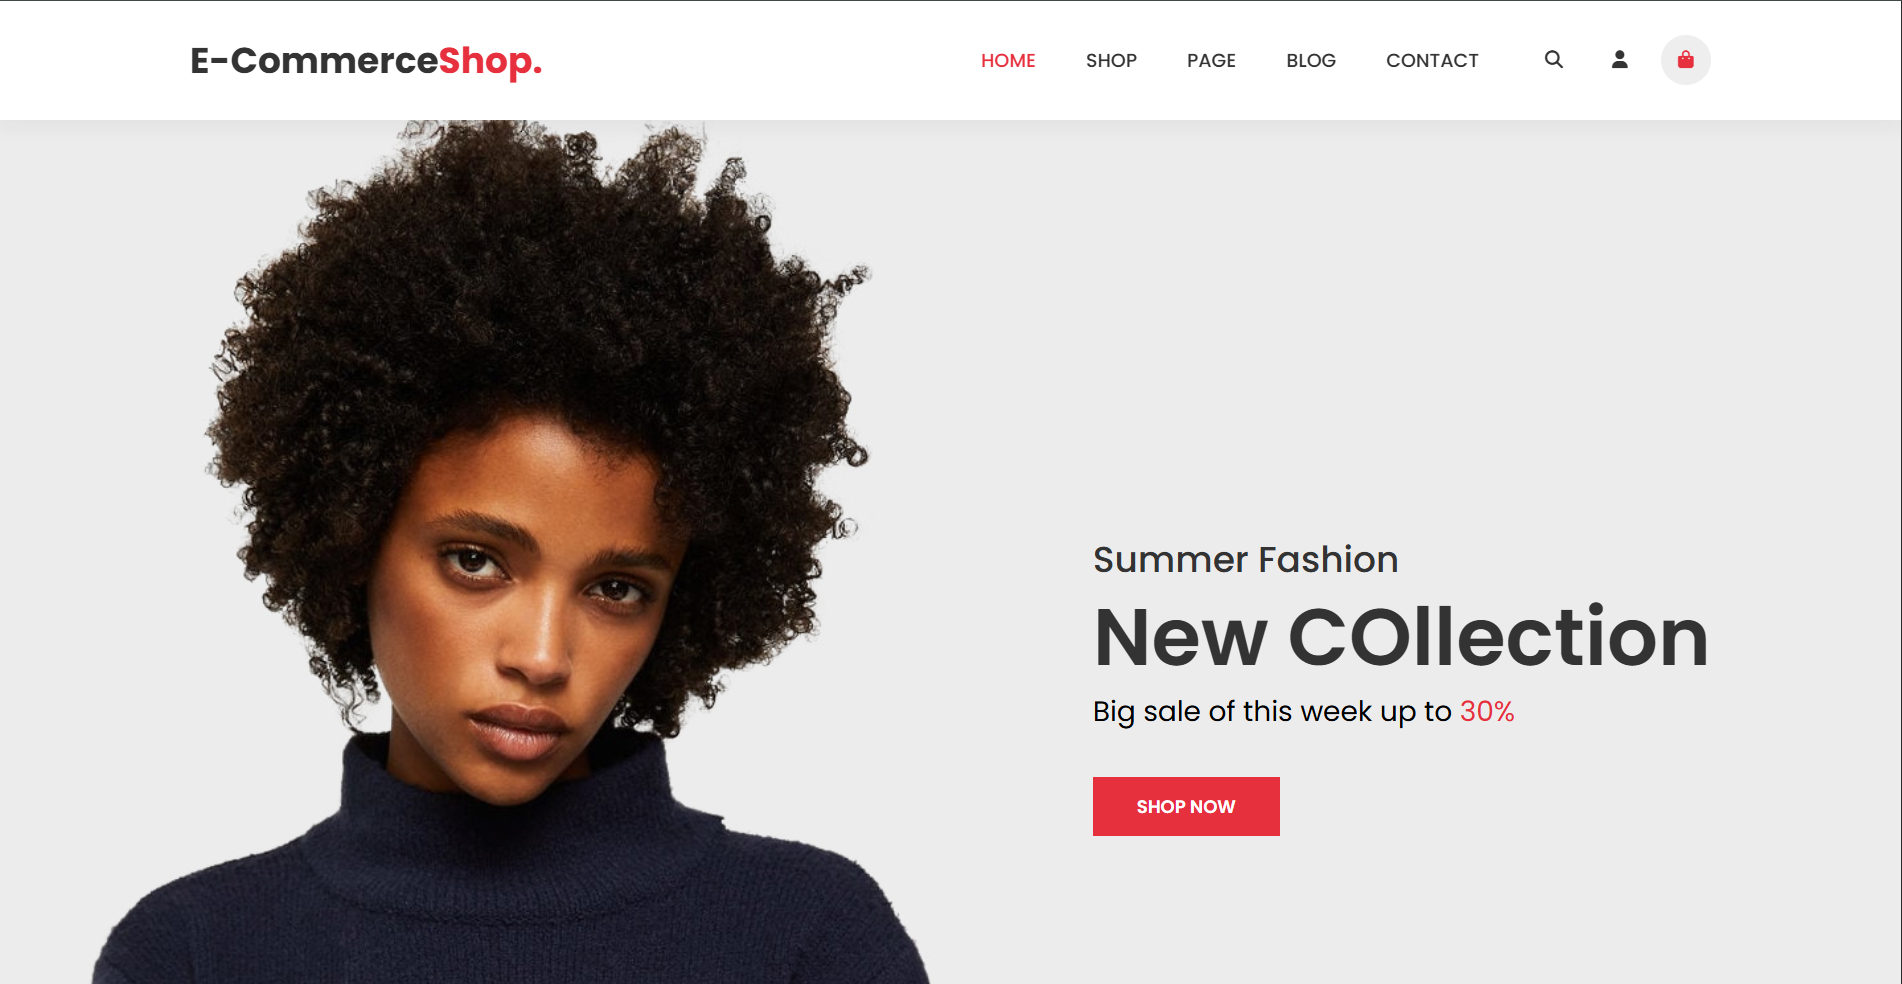 E-CommerceShop.
HOME SHOP PAGE BLOG CONTACT
Summer Fashion
New COllection
Big sale of this week up to 30%
SHOP NOW